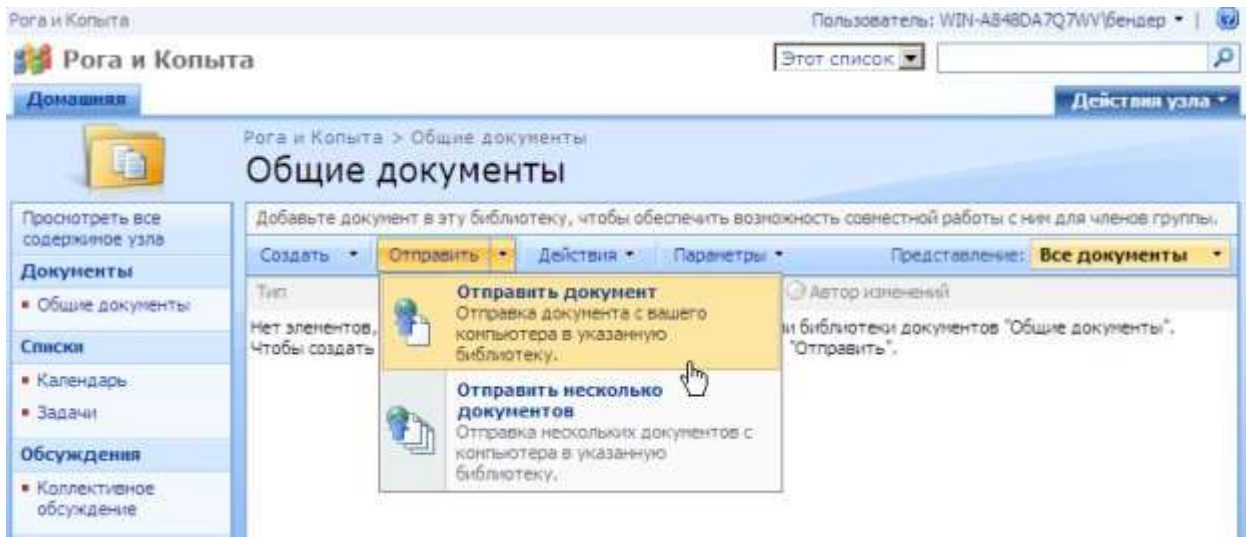 Рога и Копыта
Пользователь: WIN-A848DA7Q7WV\бендер
Рога и Копыта
Этот список
Домашняя
Действия узла
Рога и Копыта > Общие документы
Общие документы
Просмотреть все
содержимое узла
Документы
Общие документы
Списки
Календарь
Задачи
Обсуждения
Коллективное
обсуждение
Добавьте документ в эту библиотеку, чтобы обеспечить возможность совместной работы с ним для членов группы.
Создать Отправить Действия Параметры Представление: Все документы
Тип Автор изменений
Нет элементов, и библиотеки документов "Общие документы".
Чтобы создать "Отправить".
Отправить документ
Отправка документа с вашего
компьютера в указанную
библиотеку.
Отправить несколько
документов
Отправка нескольких документов с
компьютера в указанную
библиотеку.